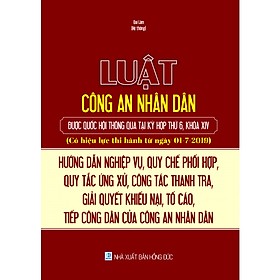 Đài Lam
(Hệ thống)
LUẬT
CÔNG AN NHÂN DÂN
ĐƯỢC QUỐC HỘI THÔNG QUA TẠI KỲ HỌP THỨ 6, KHÓA XIV
(Có hiệu lực thi hành từ ngày 01-7-2019)
HƯỚNG DẪN NGHIỆP VỤ, QUY CHẾ PHỐI HỢP,
QUY TẮC ỨNG XỬ, CÔNG TÁC THANH TRA,
GIẢI QUYẾT KHIẾU NẠI, TỐ CÁO,
TIẾP CÔNG DÂN CỦA CÔNG AN NHÂN DÂN
NHÀ XUẤT BẢN HỒNG ĐỨC